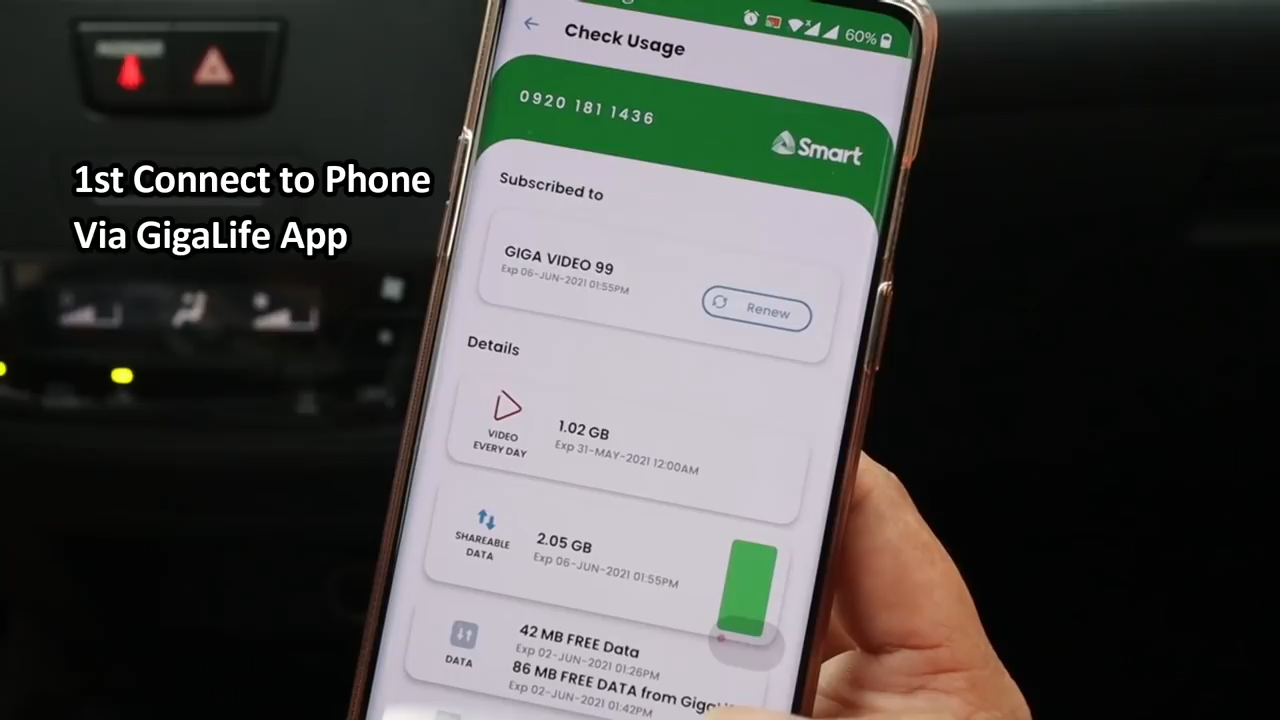 Check Usage
60%
0920 181 1436
Smart
1st Connect to Phone
Via GigaLife App
Subscribed to
GIGA VIDEO 99
Exp 06-JUN-2021 01:55PM
Renew
Details
VIDEO
EVERY DAY
1.02 GB
Exp 31-MAY-2021 12:00AM
SHAREABLE
DATA
2.05 GB
Exp 06-JUN-2021 01:55PM
DATA
42 MB FREE Data
Exp 02-JUN-2021 01:26PM
86 MB FREE DATA from
Exp 02-JUN-2021 01:42PM